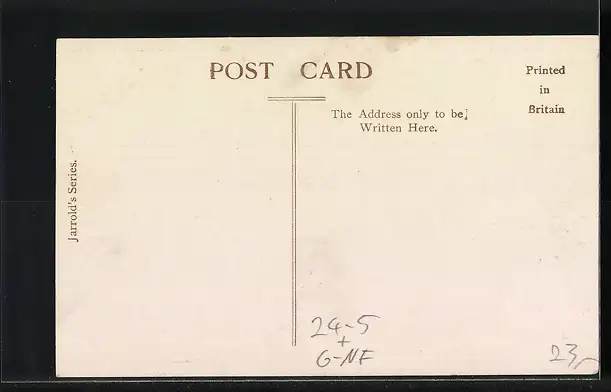 POST CARD
Printed
in
Britain
The Address only to be
Written Here.
Jarrold's Series.
24-5
+
G-NF
23